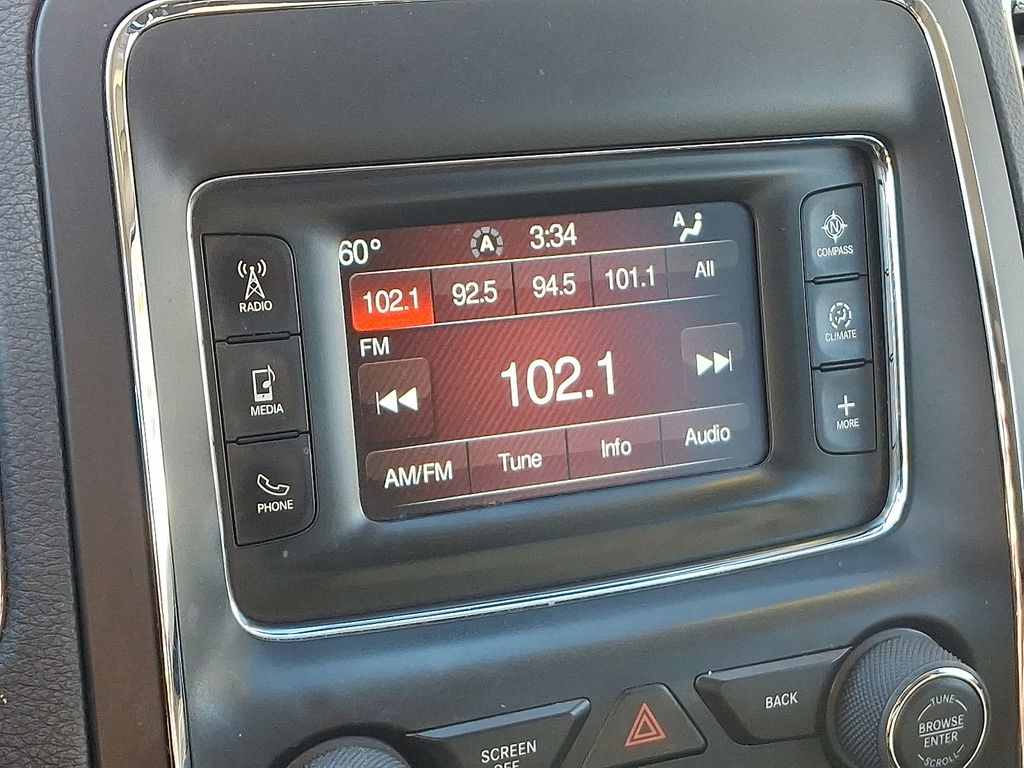 60° A 3:34 A
102.1 92.5 94.5 101.1 All
FM
102.1
AM/FM Tune Info Audio
RADIO
MEDIA
PHONE
N
COMPASS
CLIMATE
MORE
SCREEN
OFF
BACK
TUNE
BROWSE
ENTER
SCROLL